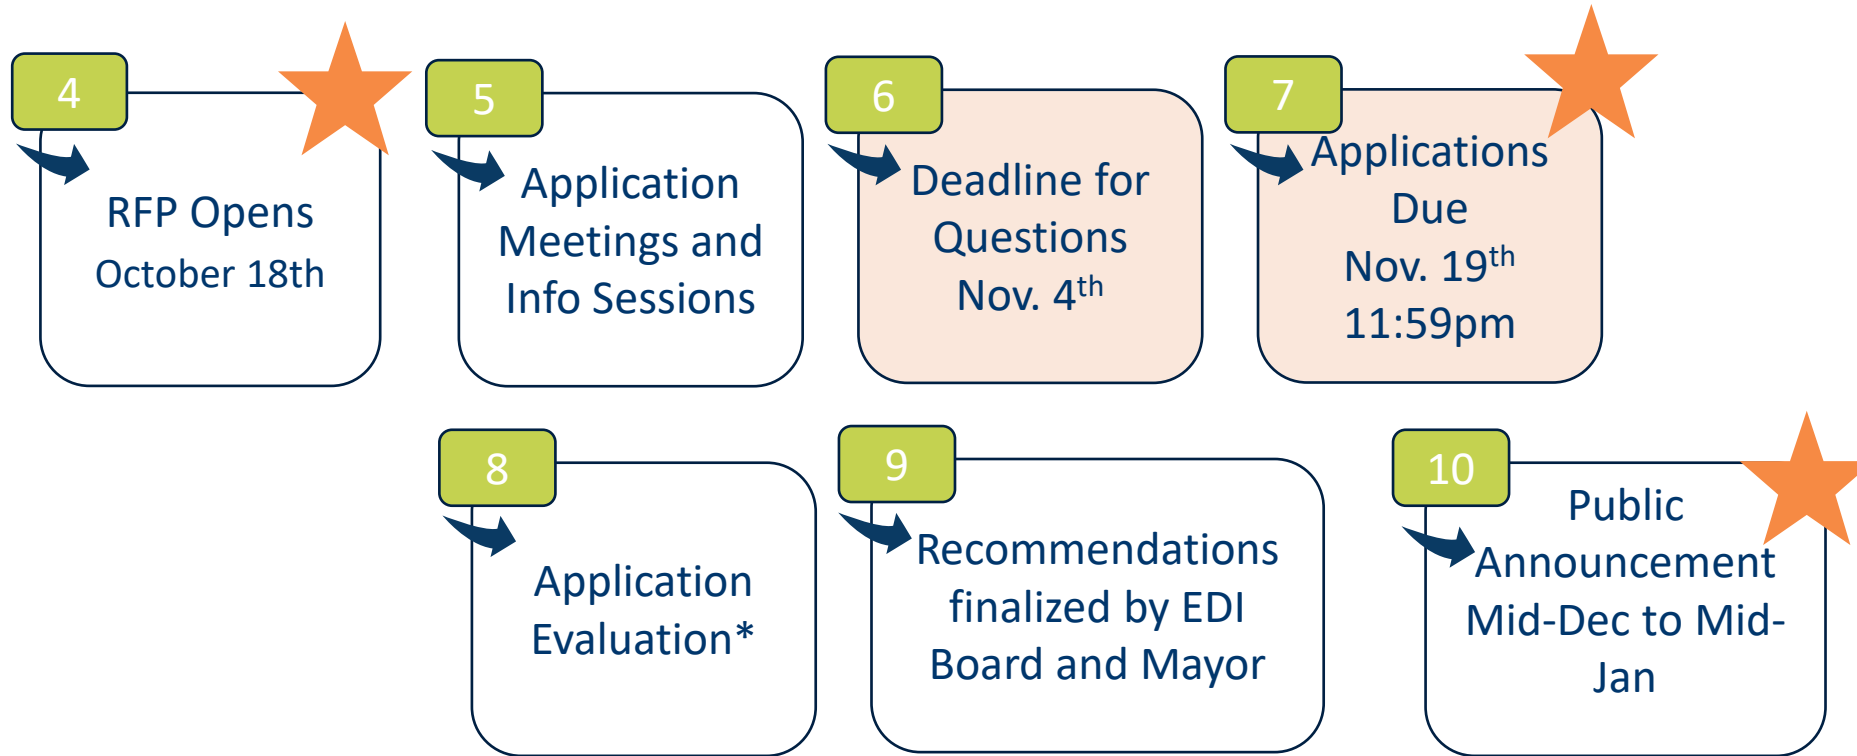 4
RFP Opens
October 18th
5
Application
Meetings and
Info Sessions
6
Deadline for
Questions
Nov. 4th
7
Applications
Due
Nov. 19th
11:59pm
8
Application
Evaluation*
9
Recommendations
finalized by EDI
Board and Mayor
10
Public
Announcement
Mid-Dec to Mid-
Jan